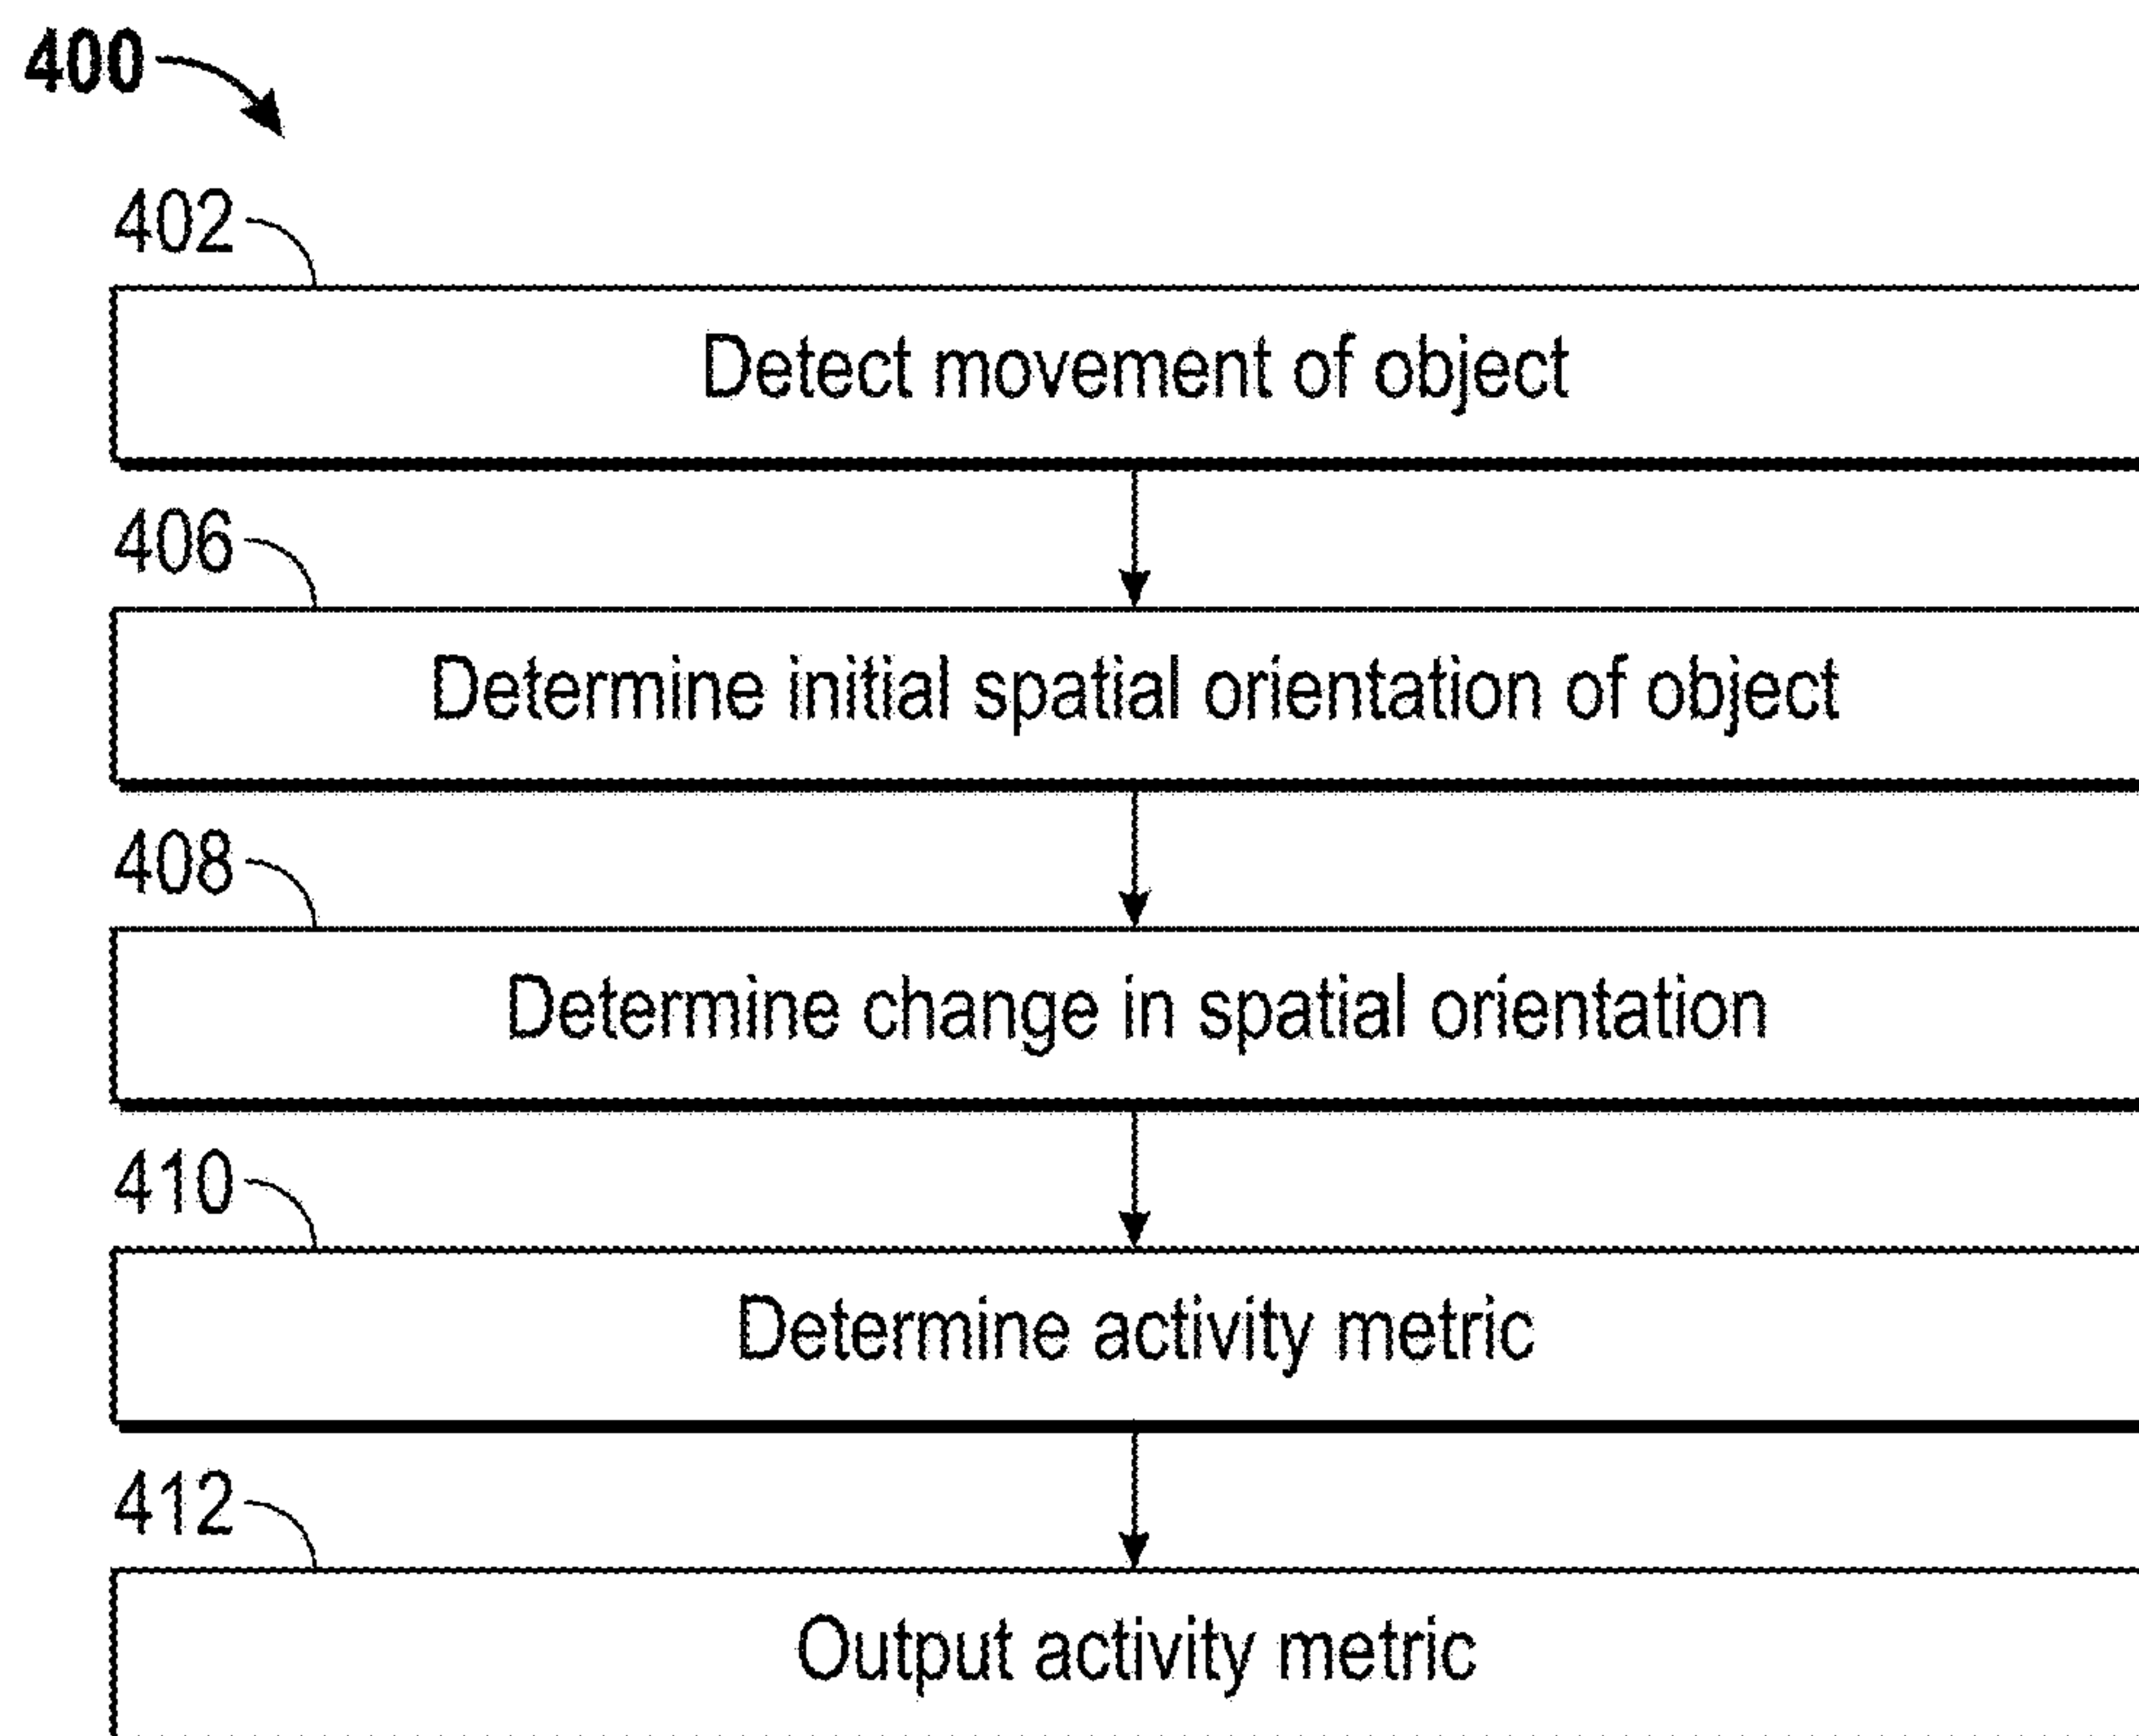 400
402
Detect movement of object
406
Determine initial spatial orientation of object
408
Determine change in spatial orientation
410
Determine activity metric
412
Output activity metric